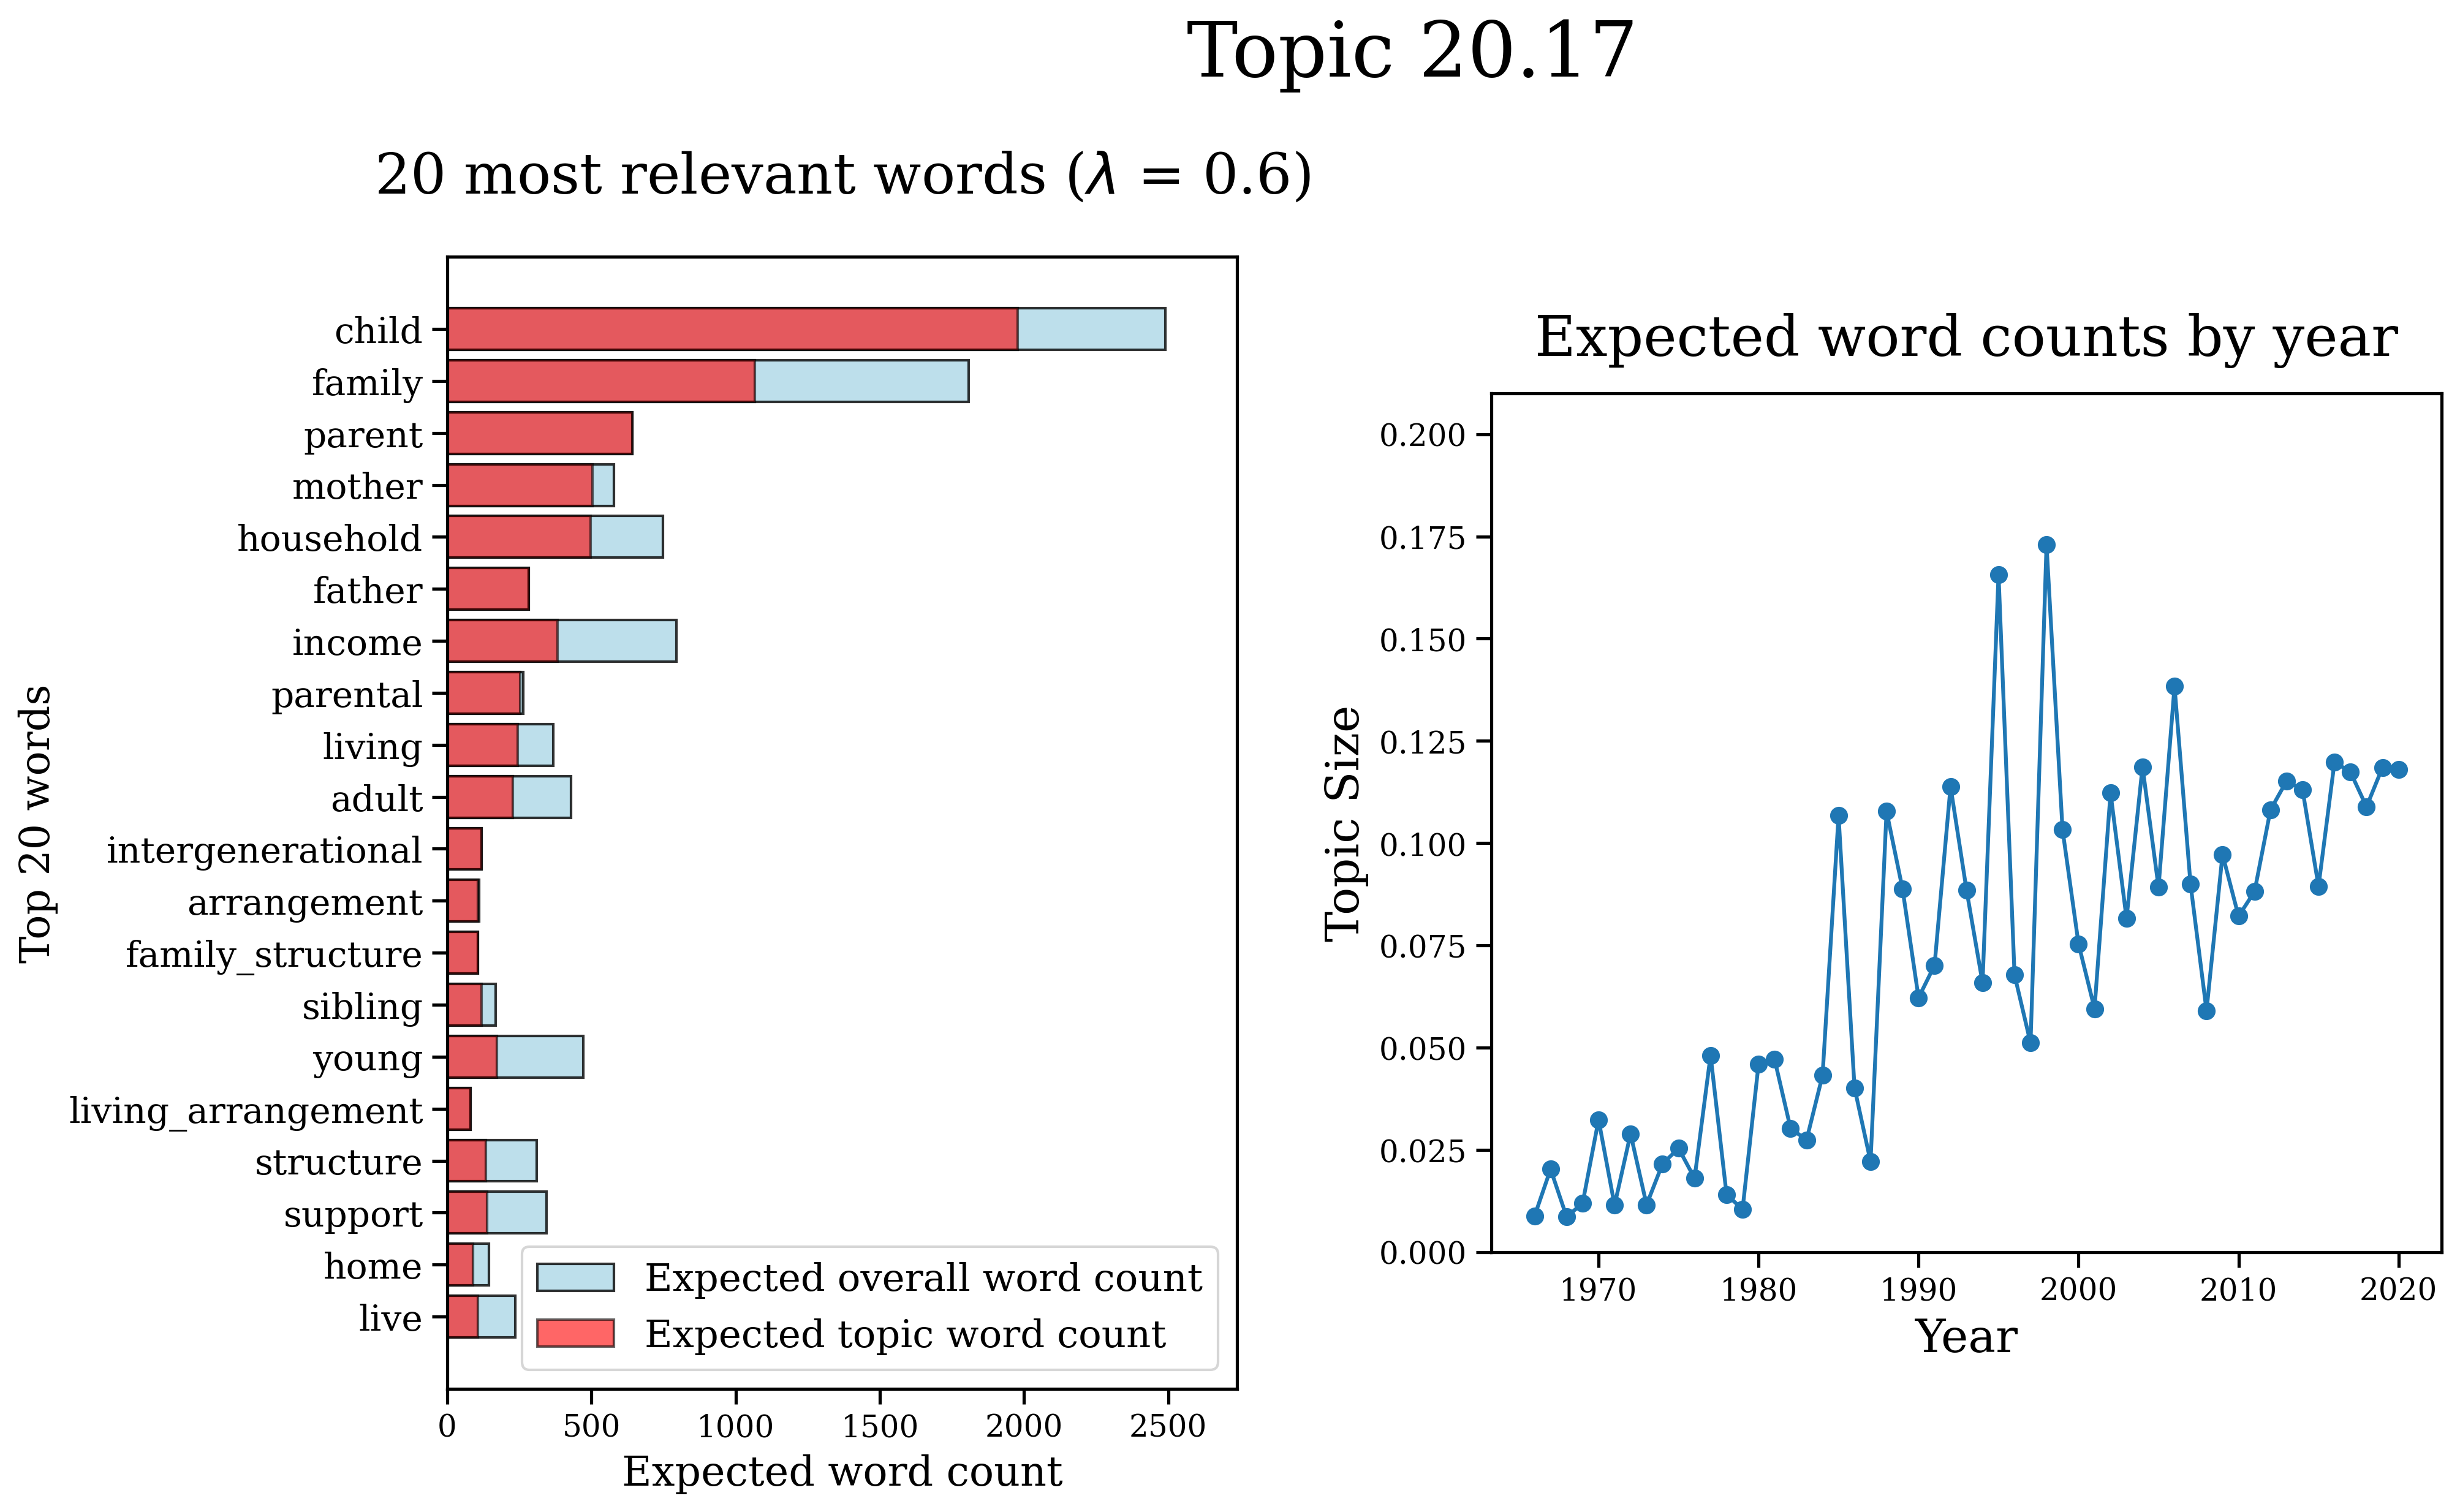 Topic 20.17
20 most relevant words (λ = 0.6)
Top 20 words
child
family
parent
mother
household
father
income
parental
living
adult
intergenerational
arrangement
family_structure
sibling
young
living_arrangement
structure
support
home
live
Expected overall word count
Expected topic word count
0 500 1000 1500 2000 2500
Expected word count
Expected word counts by year
Topic Size
0.200
0.175
0.150
0.125
0.100
0.075
0.050
0.025
0.000
1970 1980 1990 2000 2010 2020
Year